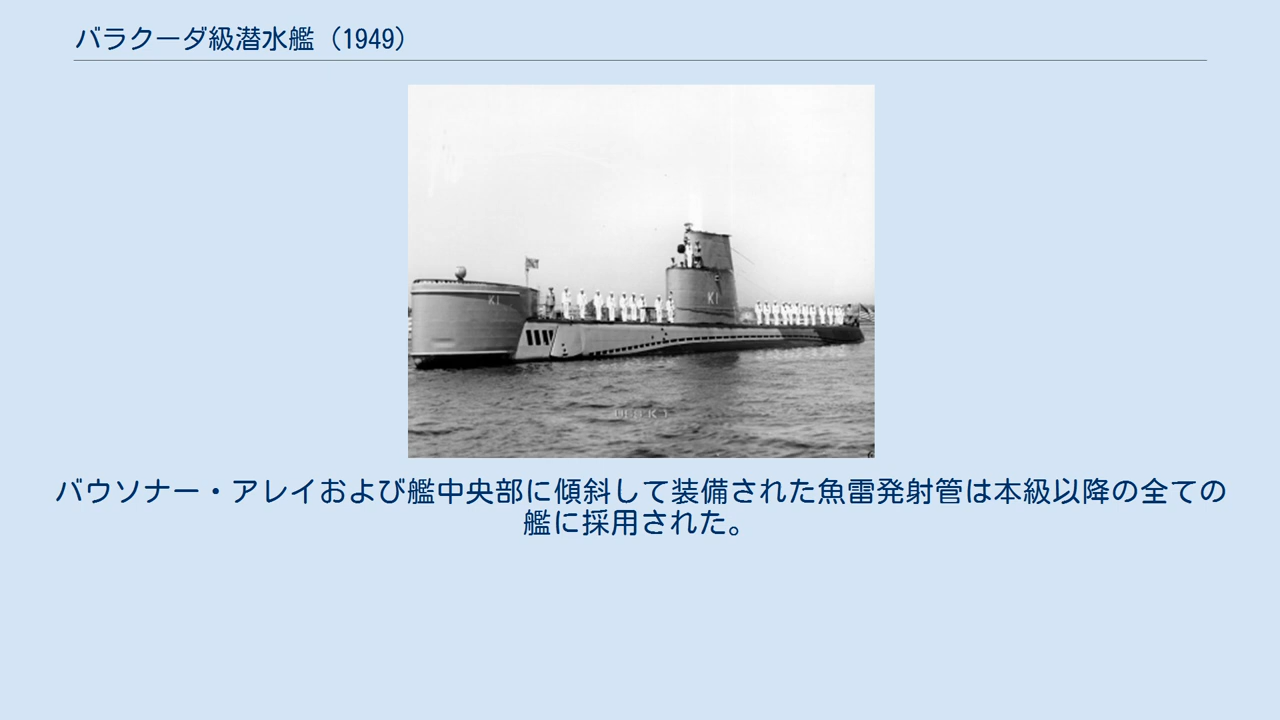 バラクーダ級潜水艦（1949）
K1
K1
バウソナー・アレイおよび艦中央部に傾斜して装備された魚雷発射管は本級以降の全ての
艦に採用された。